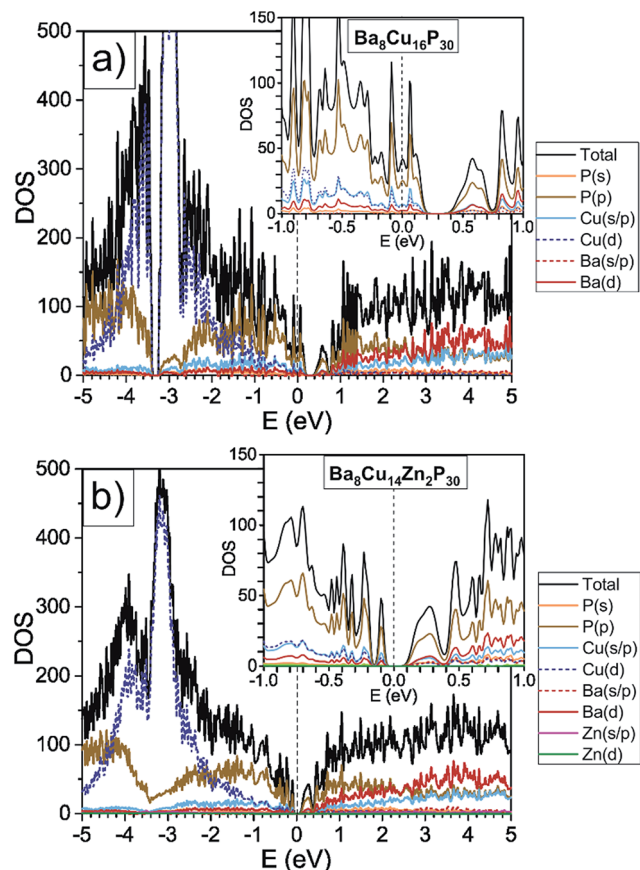 a)
500
400
300
200
100
0
-5 -4 -3 -2 -1 0 1 2 3 4 5
DOS
E (eV)
Ba8Cu16P30
150
100
50
0
-1.0 -0.5 0.0 0.5 1.0
DOS
E (eV)
Total
P(s)
P(p)
Cu(s/p)
Cu(d)
Ba(s/p)
Ba(d)
b)
500
400
300
200
100
0
-5 -4 -3 -2 -1 0 1 2 3 4 5
DOS
E (eV)
Ba8Cu14Zn2P30
150
100
50
0
-1.0 -0.5 0.0 0.5 1.0
DOS
E (eV)
Total
P(s)
P(p)
Cu(s/p)
Cu(d)
Ba(s/p)
Ba(d)
Zn(s/p)
Zn(d)